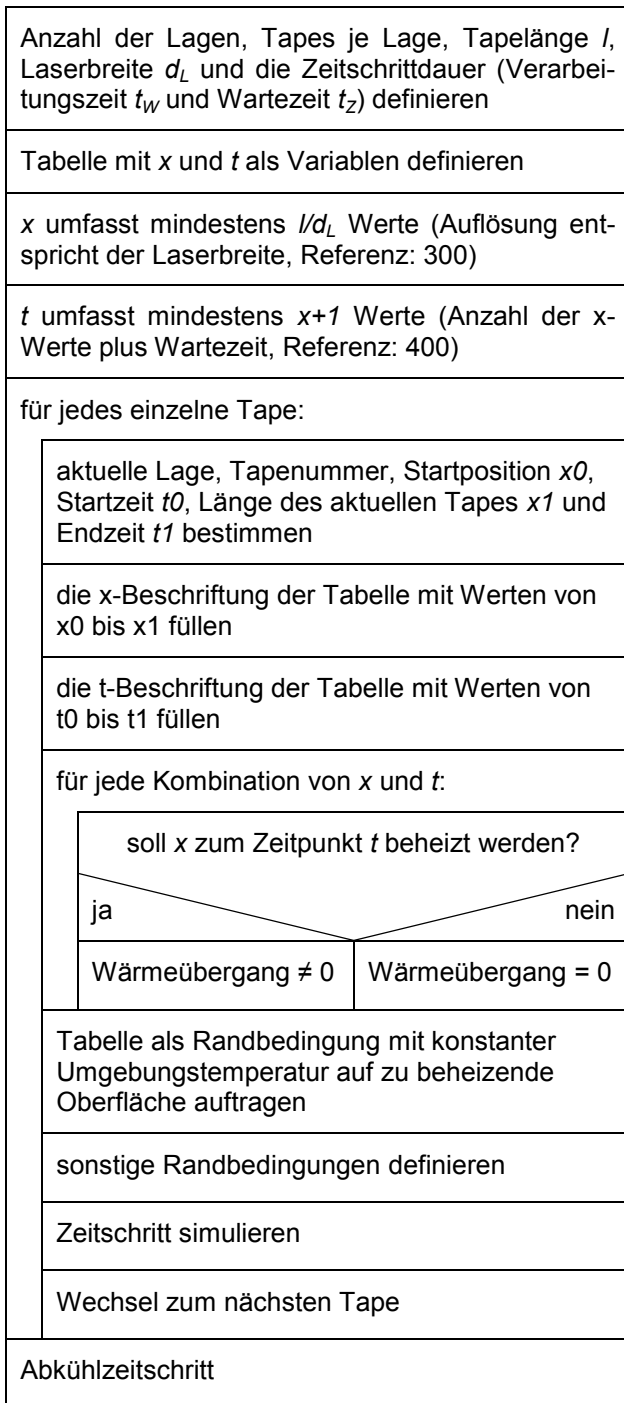 Anzahl der Lagen, Tapes je Lage, Tapelänge l,
Laserbreite dL und die Zeitschrittdauer (Verarbei-
tungszeit tW und Wartezeit tZ) definieren
Tabelle mit x und t als Variablen definieren
x umfasst mindestens l/dL Werte (Auflösung ent-
spricht der Laserbreite, Referenz: 300)
t umfasst mindestens x+1 Werte (Anzahl der x-
Werte plus Wartezeit, Referenz: 400)
für jedes einzelne Tape:
aktuelle Lage, Tapenummer, Startposition x0,
Startzeit t0, Länge des aktuellen Tapes x1 und
Endzeit t1 bestimmen
die x-Beschriftung der Tabelle mit Werten von
x0 bis x1 füllen
die t-Beschriftung der Tabelle mit Werten von
t0 bis t1 füllen
für jede Kombination von x und t:
soll x zum Zeitpunkt t beheizt werden?
ja nein
Wärmeübergang ≠ 0 Wärmeübergang = 0
Tabelle als Randbedingung mit konstanter
Umgebungstemperatur auf zu beheizende
Oberfläche auftragen
sonstige Randbedingungen definieren
Zeitschritt simulieren
Wechsel zum nächsten Tape
Abkühlzeitschritt